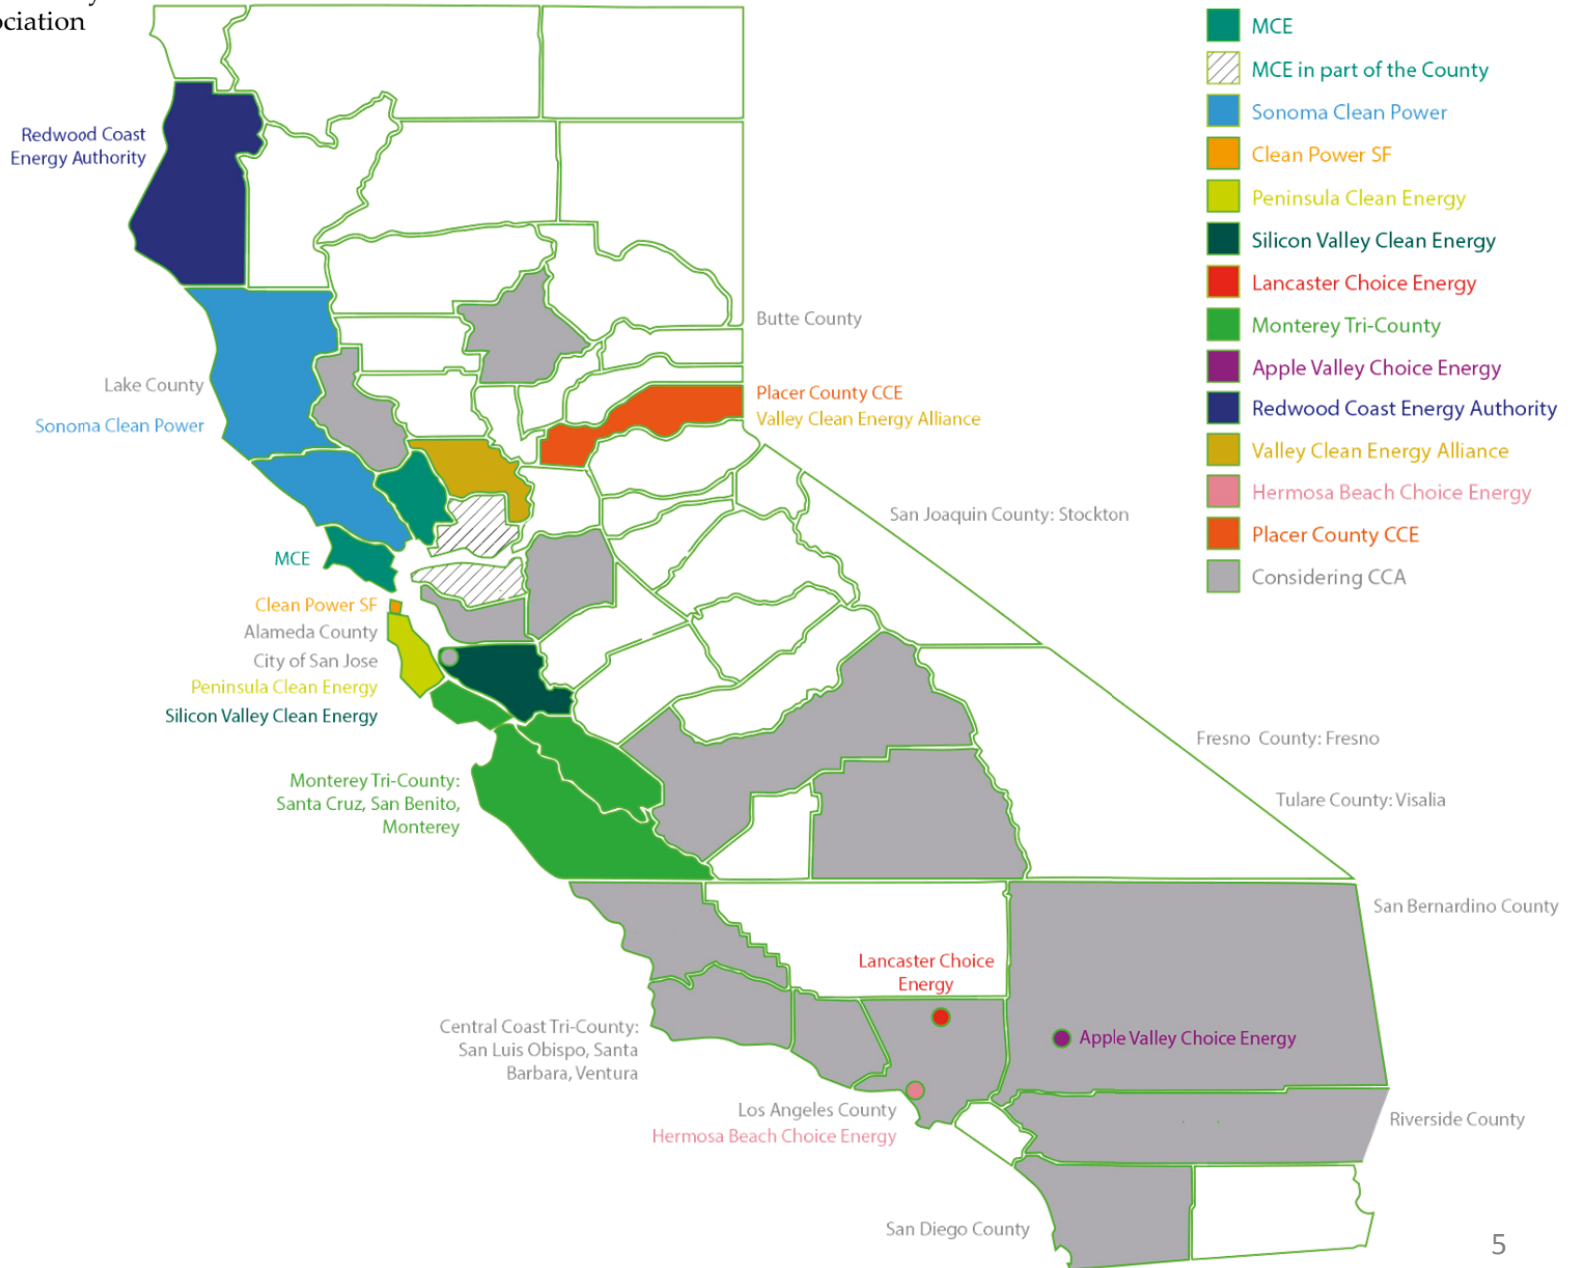 ociation
MCE
MCE in part of the County
Sonoma Clean Power
Clean Power SF
Peninsula Clean Energy
Silicon Valley Clean Energy
Lancaster Choice Energy
Monterey Tri-County
Apple Valley Choice Energy
Redwood Coast Energy Authority
Valley Clean Energy Alliance
Hermosa Beach Choice Energy
Placer County CCE
Considering CCA
Redwood Coast
Energy Authority
Butte County
Lake County
Placer County CCE
Valley Clean Energy Alliance
Sonoma Clean Power
San Joaquin County: Stockton
MCE
Clean Power SF
Alameda County
City of San Jose
Peninsula Clean Energy
Silicon Valley Clean Energy
Fresno County: Fresno
Monterey Tri-County:
Santa Cruz, San Benito,
Monterey
Tulare County: Visalia
San Bernardino County
Lancaster Choice
Energy
Central Coast Tri-County:
San Luis Obispo, Santa
Barbara, Ventura
Apple Valley Choice Energy
Los Angeles County
Hermosa Beach Choice Energy
Riverside County
San Diego County
5